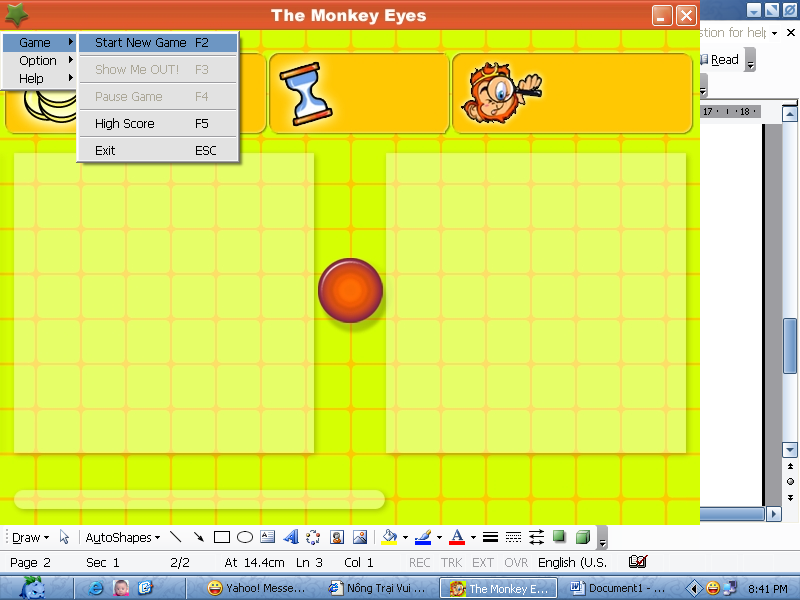 The Monkey Eyes
stion for help
Game
Start New Game F2
Option
Show Me OUT! F3
Help
Pause Game F4
High Score F5
Exit ESC
Read
17 · 18
Draw AutoShapes
Page 2 Sec 1 2/2 At 14.4cm Ln 3 Col 1 REC TRK EXT OVR English (U.S.
Yahoo! Messe... Nông Trại Vui ... The Monkey E... Document1 - ... 8:41 PM